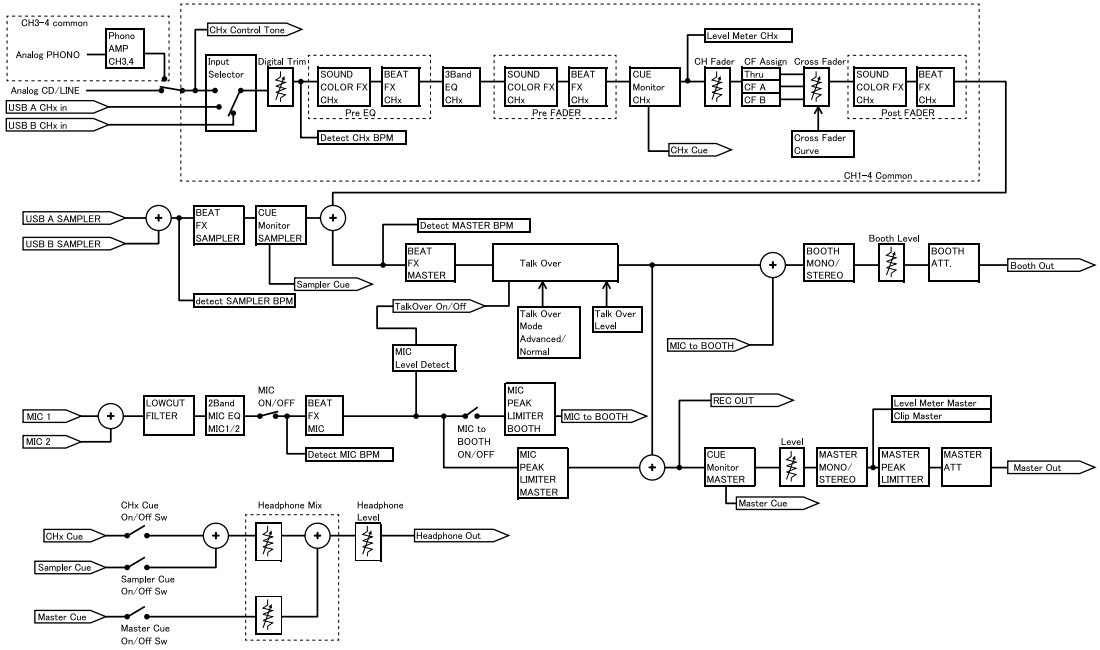 CH3-4 common
Analog PHONO
Phono
AMP
CH3,4
Analog CD/LINE
USB A CHx in
USB B CHx in
CHx Control Tone
Input
Selector
Digital Trim
SOUND
COLOR FX
CHx
BEAT
FX
CHx
Pre EQ
Detect CHx BPM
3Band
EQ
CHx
SOUND
COLOR FX
CHx
BEAT
FX
CHx
Pre FADER
CUE
Monitor
CHx
Level Meter CHx
CHx Cue
CH Fader
CF Assign
Thru
CF A
CF B
Cross Fader
Cross Fader
Curve
SOUND
COLOR FX
CHx
BEAT
FX
CHx
Post FADER
CH1-4 Common
USB A SAMPLER
USB B SAMPLER
BEAT
FX
SAMPLER
CUE
Monitor
SAMPLER
Sampler Cue
detect SAMPLER BPM
Detect MASTER BPM
BEAT
FX
MASTER
Talk Over
TalkOver On/Off
Talk Over
Mode
Advanced/
Normal
Talk Over
Level
MIC
Level Detect
MIC to BOOTH
BOOTH
MONO/
STEREO
Booth Level
BOOTH
ATT.
Booth Out
MIC 1
MIC 2
LOWCUT
FILTER
2Band
MIC EQ
MIC1/2
MIC
ON/OFF
BEAT
FX
MIC
Detect MIC BPM
MIC to
BOOTH
ON/OFF
MIC
PEAK
LIMITER
BOOTH
MIC to BOOTH
MIC
PEAK
LIMITER
MASTER
REC OUT
CUE
Monitor
MASTER
Master Cue
Level
MASTER
MONO/
STEREO
Level Meter Master
Clip Master
MASTER
PEAK
LIMITTER
MASTER
ATT
Master Out
CHx Cue
On/Off Sw
CHx Cue
Sampler Cue
Sampler Cue
On/Off Sw
Master Cue
Master Cue
On/Off Sw
Headphone Mix
Headphone
Level
Headphone Out